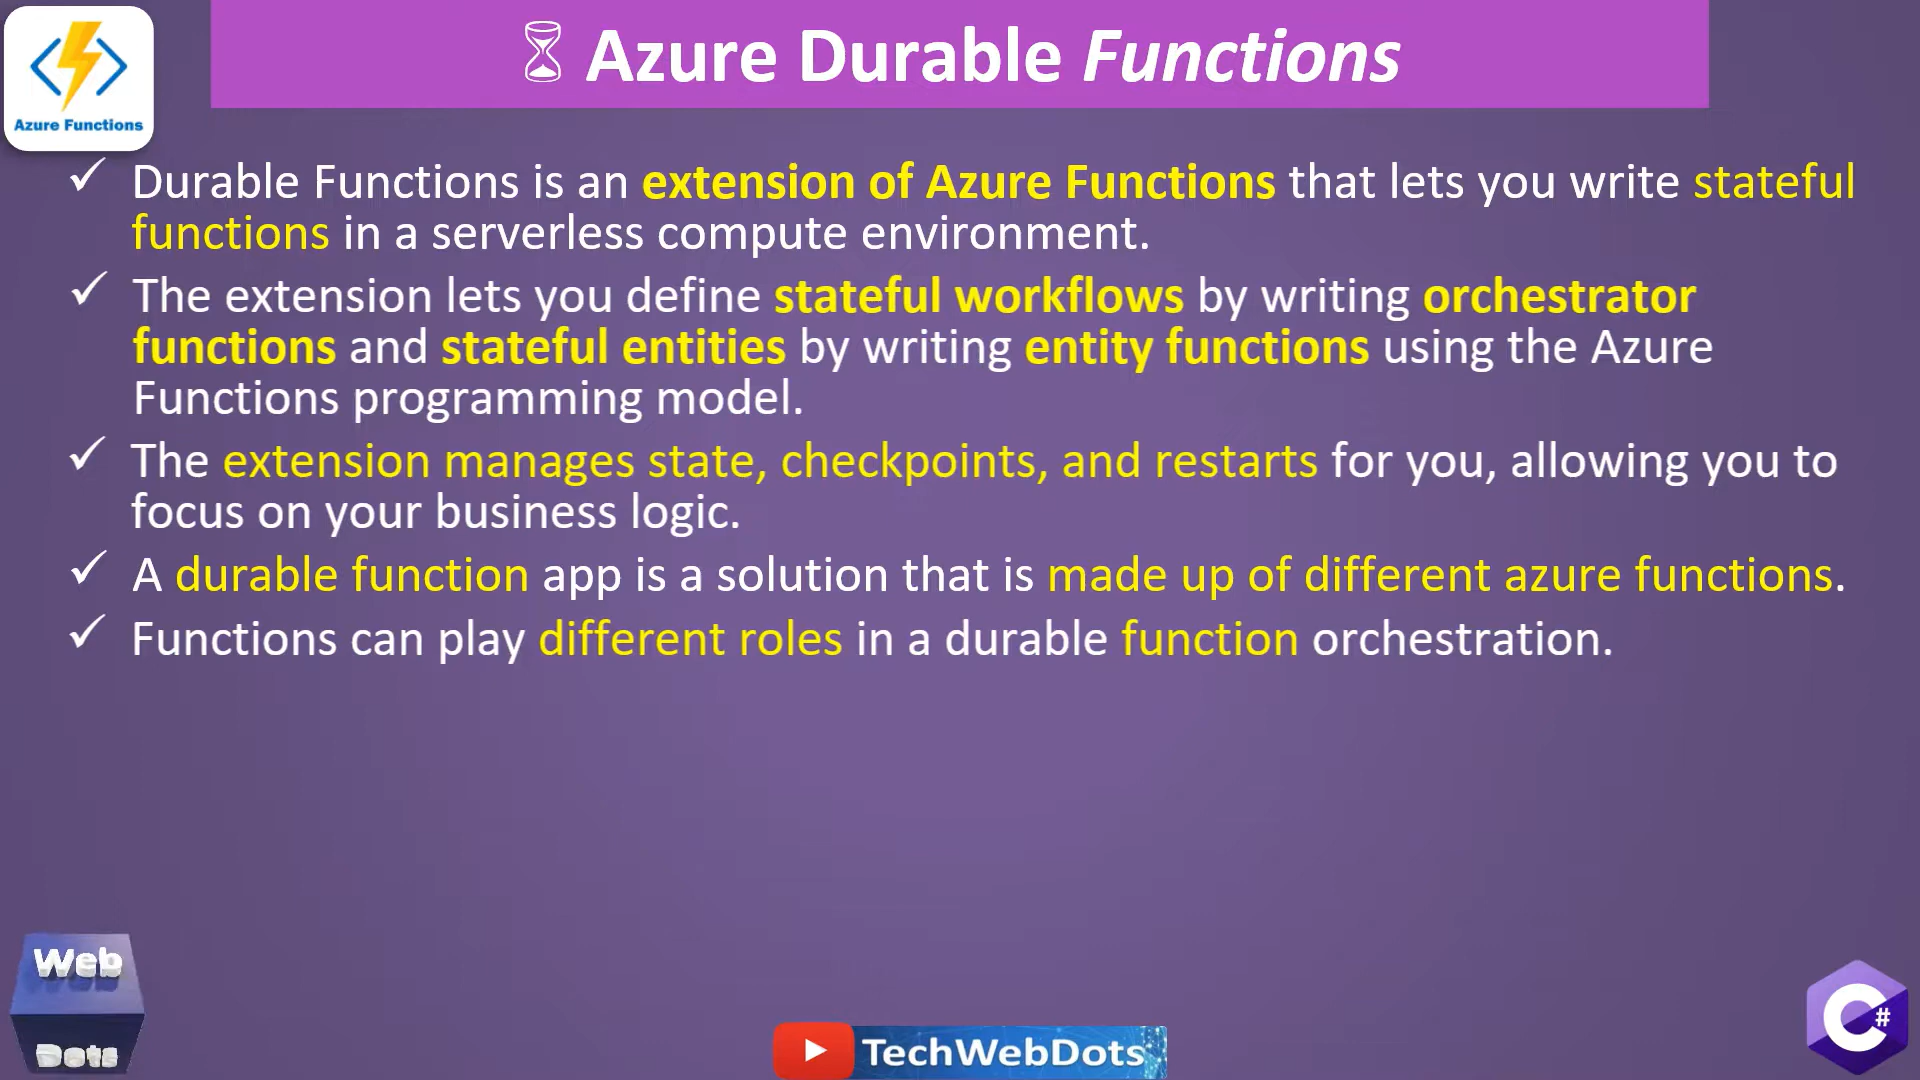 Azure Durable Functions
Azure Functions
Durable Functions is an extension of Azure Functions that lets you write stateful
functions in a serverless compute environment.
The extension lets you define stateful workflows by writing orchestrator
functions and stateful entities by writing entity functions using the Azure
Functions programming model.
The extension manages state, checkpoints, and restarts for you, allowing you to
focus on your business logic.
A durable function app is a solution that is made up of different azure functions.
Functions can play different roles in a durable function orchestration.
Web
Dots
TechWebDots
C#